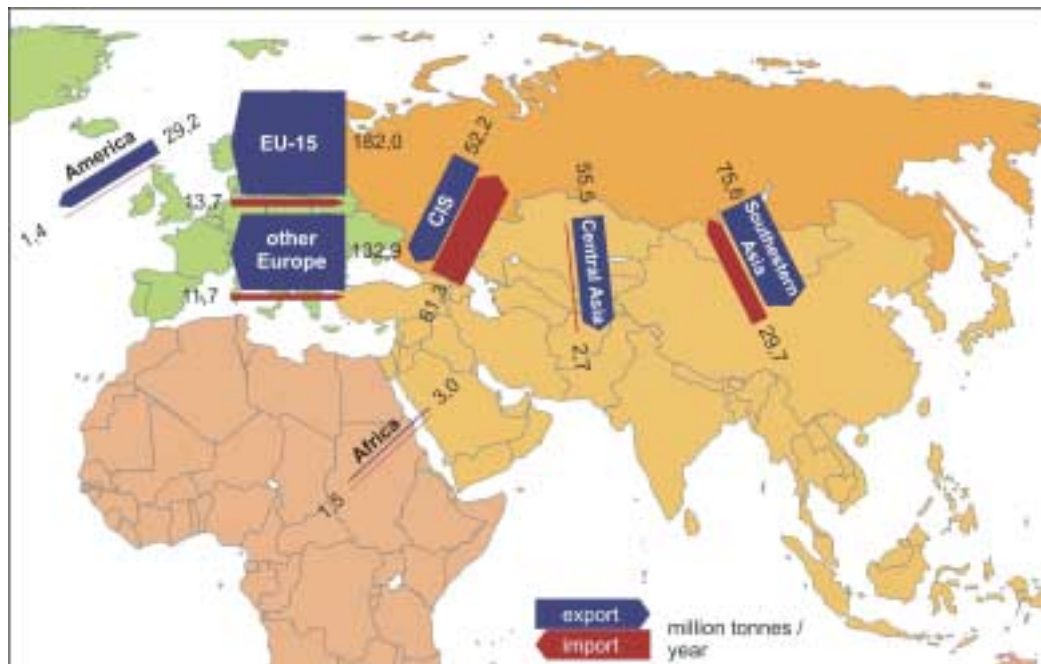 America
29,2
1,4
EU-15
182,0
13,7
other
Europe
132,9
11,7
CIS
52,2
61,3
55,5
Central Asia
2,7
75,6
Southestern
Asia
29,7
Africa
3,0
1,5
export
import
million tonnes /
year